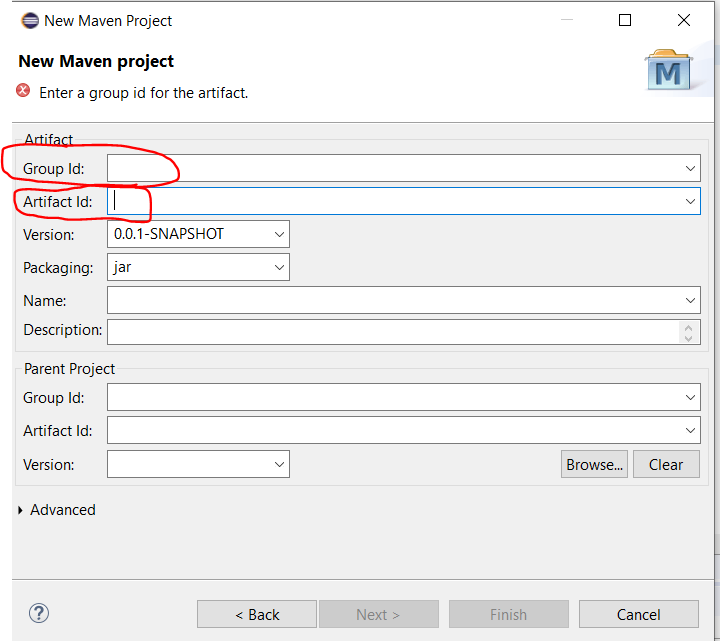 New Maven Project
New Maven project
Enter a group id for the artifact.
M
Artifact
Group Id:
Artifact Id:
Version: 0.0.1-SNAPSHOT
Packaging: jar
Name:
Description:
Parent Project
Group Id:
Artifact Id:
Version: Browse... Clear
Advanced
? < Back Next > Finish Cancel